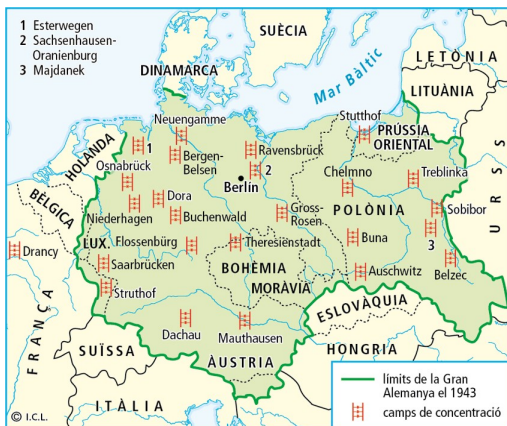 1 Esterwegen
2 Sachsenhausen-
Oranienburg
3 Majdanek
SUÈCIA
LETÒNIA
DINAMARCA
Mar Bàltic
LITUÀNIA
Neuengamme
Stutthof
PRÚSSIA
ORIENTAL
HOLANDA
1
Ravensbrück
Bergen-
Belsen
2
Osnabrück
Berlín
Chelmno
Treblinka
URSS
BÈLGICA
Dora
Gross-
Rosen
POLÒNIA
Sobibor
Niederhagen
Buchenwald
3
Drancy
LUX.
Flossenbürg
Theresiënstadt
Buna
Saarbrücken
BOHÈMIA
Belzec
MORÀVIA
Auschwitz
Struthof
ESLOVÀQUIA
FRANÇA
Dachau
Mauthausen
SUÏSSA
ÀUSTRIA
HONGRIA
ITÀLIA
límits de la Gran
Alemanya el 1943
camps de concentració
© I.C.L.